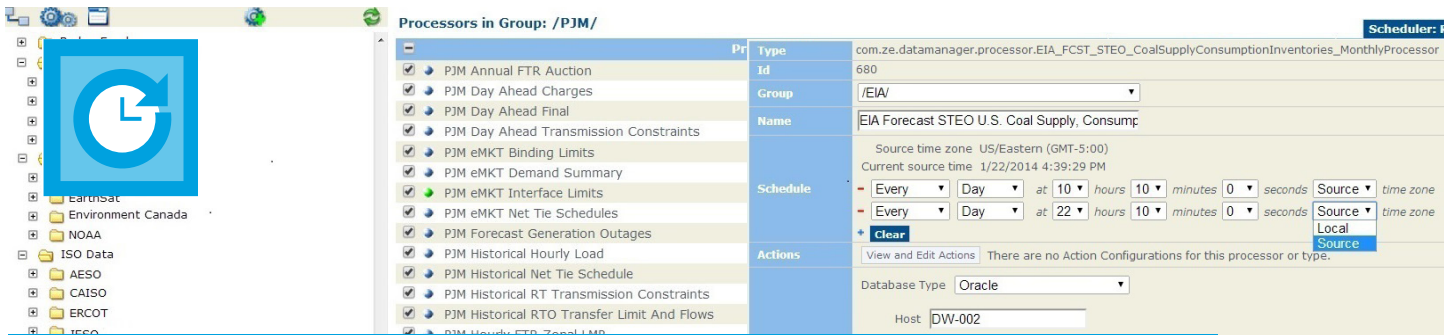 Processors in Group: /PJM/
Scheduler:
EarthSat
Environment Canada
NOAA
ISO Data
AESO
CAISO
ERCOT
IESO
Pr
PJM Annual FTR Auction
PJM Day Ahead Charges
PJM Day Ahead Final
PJM Day Ahead Transmission Constraints
PJM eMKT Binding Limits
PJM eMKT Demand Summary
PJM eMKT Interface Limits
PJM eMKT Net Tie Schedules
PJM Forecast Generation Outages
PJM Historical Hourly Load
PJM Historical Net Tie Schedule
PJM Historical RT Transmission Constraints
PJM Historical RTO Transfer Limit And Flows
PJM Hourly FTR Zonal LMP
Type com.ze.datamanager.processor.EIA_FCST_STEO_CoalSupplyConsumptionInventories_MonthlyProcessor
Id 680
Group /EIA/
Name EIA Forecast STEO U.S. Coal Supply, Consump
Schedule
Source time zone US/Eastern (GMT-5:00)
Current source time 1/22/2014 4:39:29 PM
Every Day at 10 hours 10 minutes 0 seconds Source time zone
Every Day at 22 hours 10 minutes 0 seconds Source time zone
Clear
Local
Source
Actions View and Edit Actions There are no Action Configurations for this processor or type.
Database Type Oracle
Host DW-002